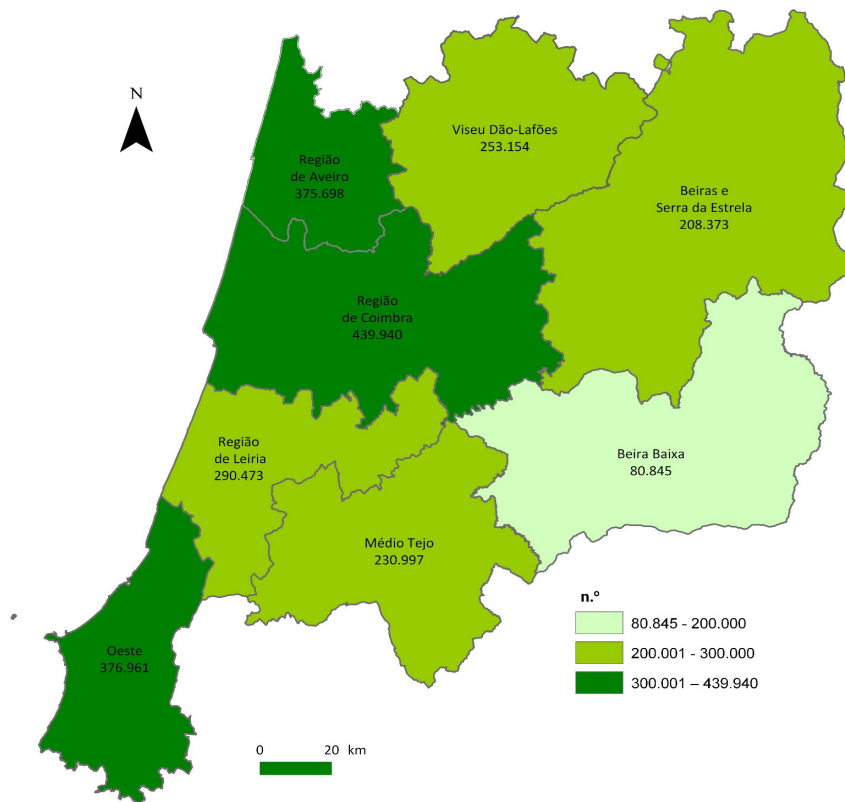 N
Viseu Dão-Lafões
253.154
Região
de Aveiro
375.698
Beiras e
Serra da Estrela
208.373
Região
de Coimbra
439.940
Região
de Leiria
290.473
Beira Baixa
80.845
Médio Tejo
230.997
Oeste
376.961
n.º
80.845 - 200.000
200.001 - 300.000
300.001 – 439.940
0 20 km